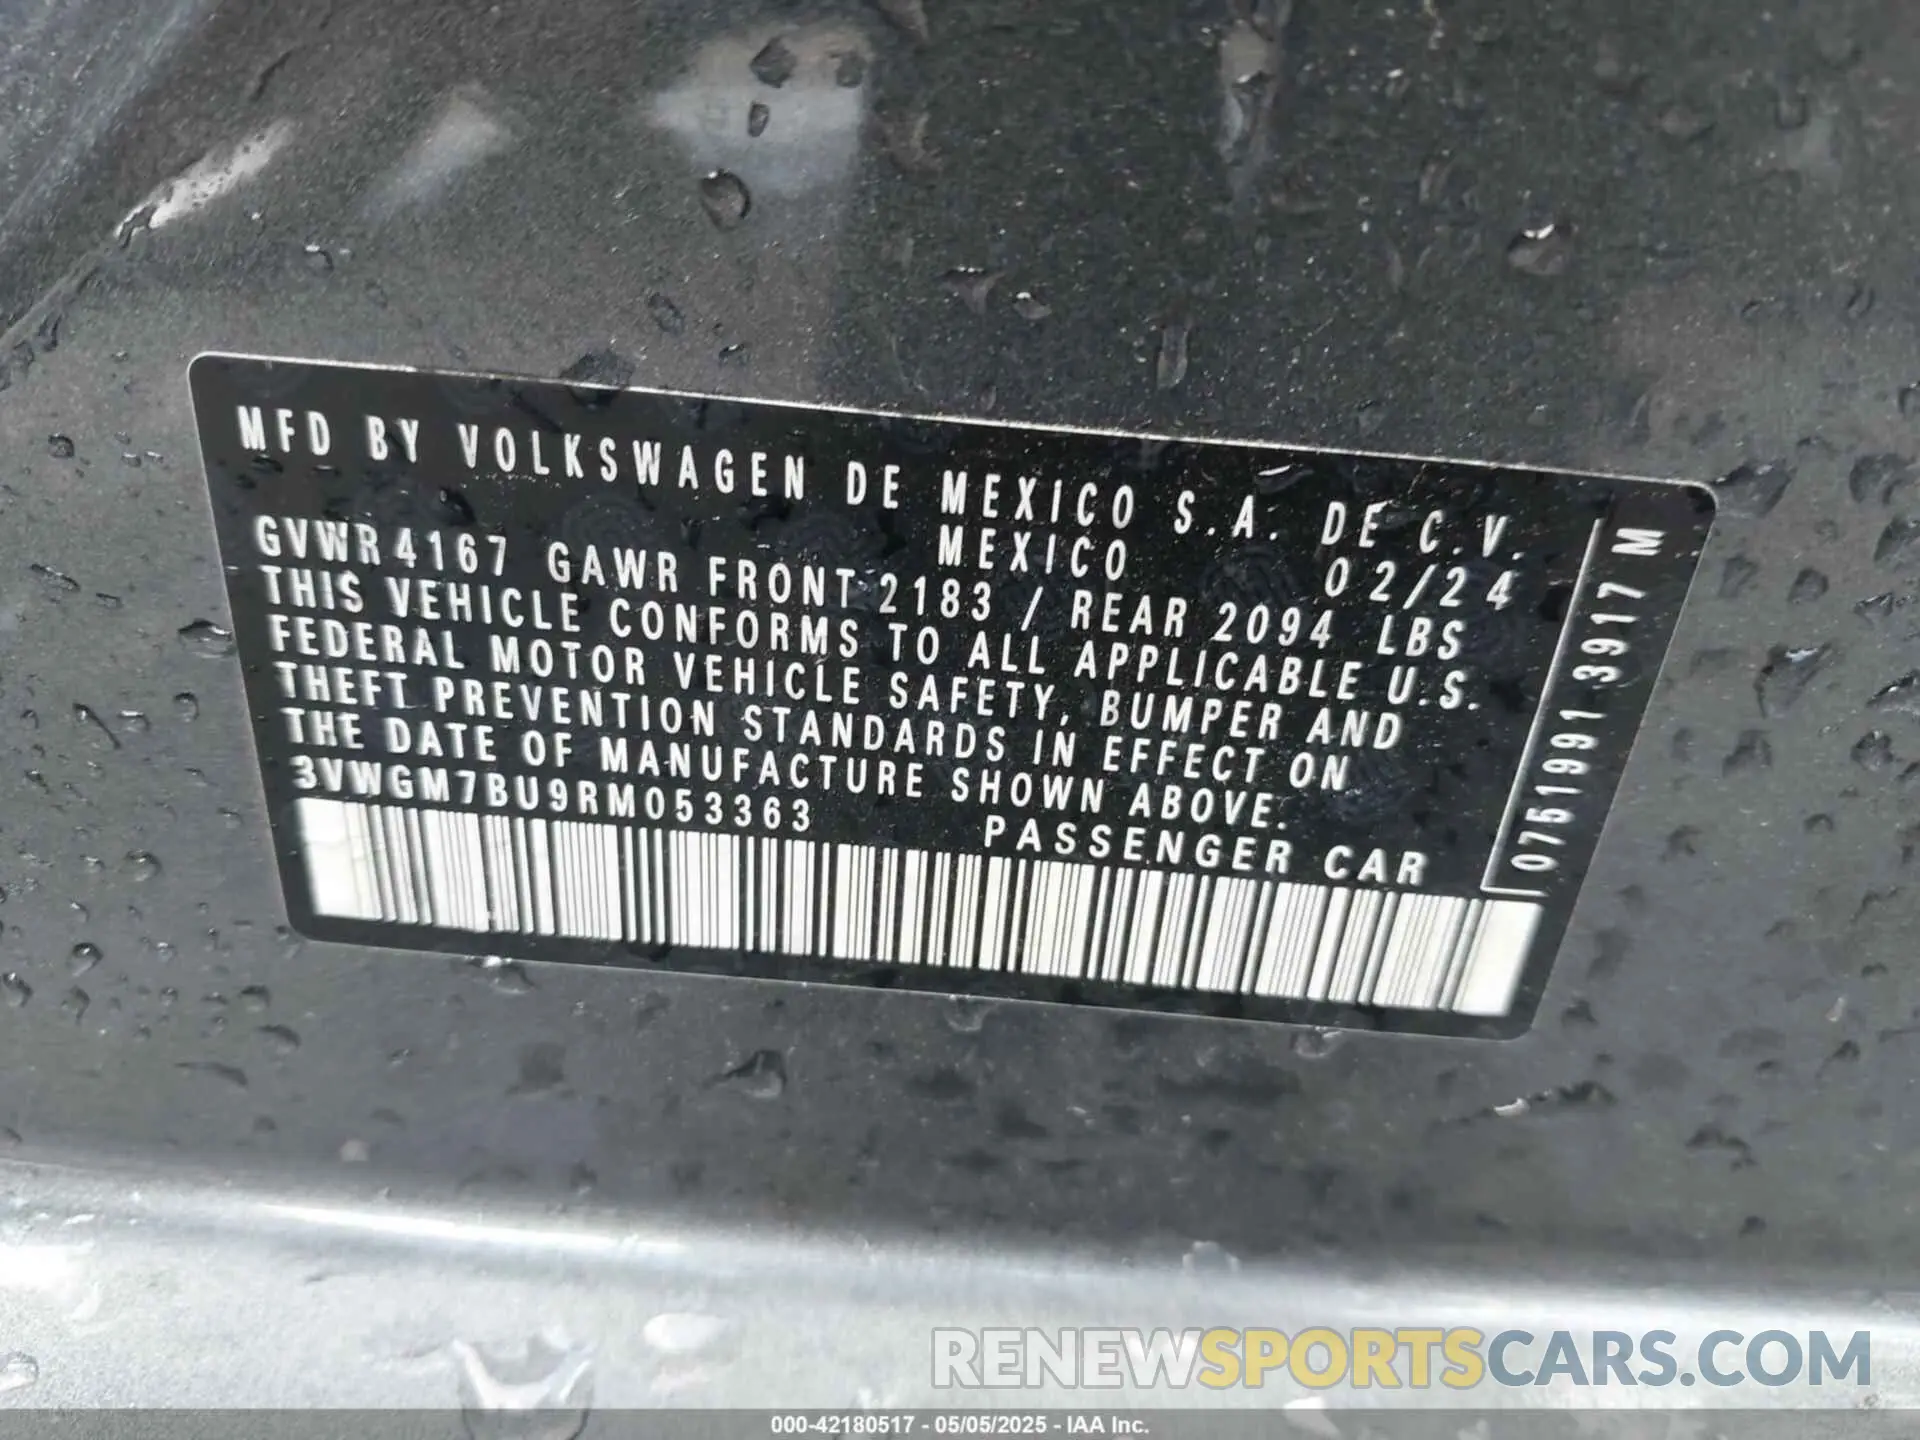 MFD BY VOLKSWAGEN DE MEXICO S.A. DE C.V.
MEXICO 02/24
GVWR 4167 GAWR FRONT 2183 / REAR 2094 LBS
THIS VEHICLE CONFORMS TO ALL APPLICABLE U.S.
FEDERAL MOTOR VEHICLE SAFETY, BUMPER AND
THEFT PREVENTION STANDARDS IN EFFECT ON
THE DATE OF MANUFACTURE SHOWN ABOVE.
3VWGM7BU9RM053363 PASSENGER CAR
0751991 3917 M
RENEWSPORTSCARS.COM
000-42180517 - 05/05/2025 - IAA Inc.